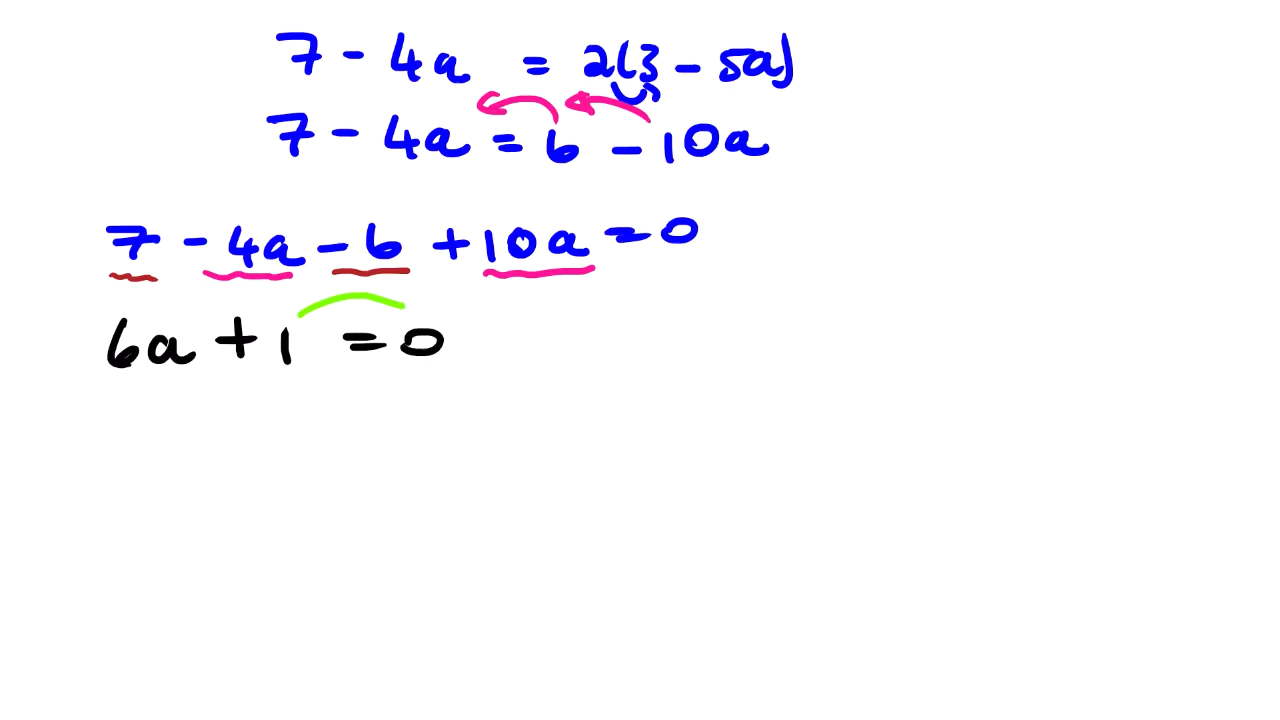 7 - 4a = 2(3 - 5a)
7 - 4a = 6 - 10a
7 - 4a - 6 + 10a = 0
6a + 1 = 0